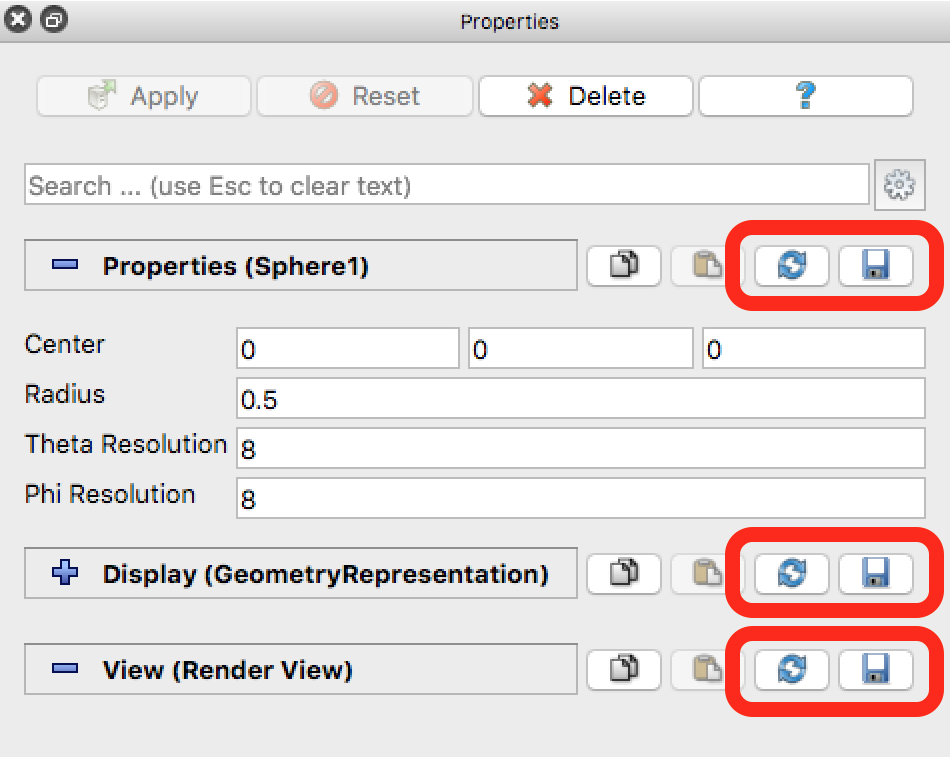 Properties
Apply Reset Delete ?
Search ... (use Esc to clear text)
Properties (Sphere1)
Center 0 0 0
Radius 0.5
Theta Resolution 8
Phi Resolution 8
Display (GeometryRepresentation)
View (Render View)